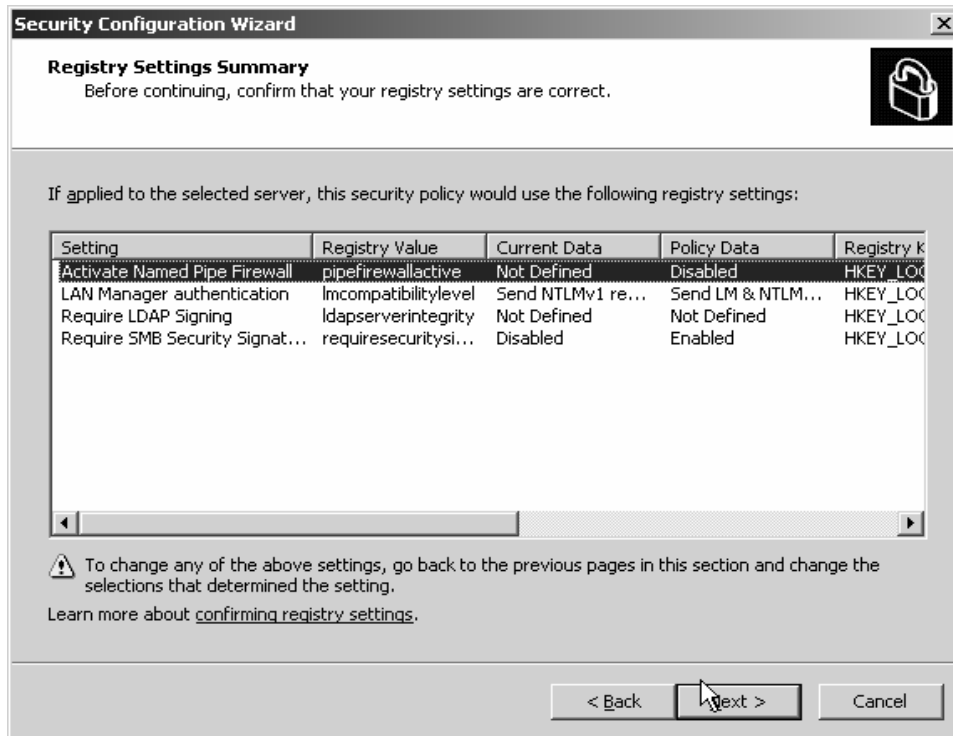 Security Configuration Wizard
Registry Settings Summary
Before continuing, confirm that your registry settings are correct.
If applied to the selected server, this security policy would use the following registry settings:
Setting Registry Value Current Data Policy Data Registry K
Activate Named Pipe Firewall pipefirewallactive Not Defined Disabled HKEY_LOC
LAN Manager authentication lmcompatibilitylevel Send NTLMv1 re... Send LM & NTLM... HKEY_LOC
Require LDAP Signing ldapserverintegrity Not Defined Not Defined HKEY_LOC
Require SMB Security Signat... requiresecuritysi... Disabled Enabled HKEY_LOC
To change any of the above settings, go back to the previous pages in this section and change the
selections that determined the setting.
Learn more about confirming registry settings.
< Back Next > Cancel